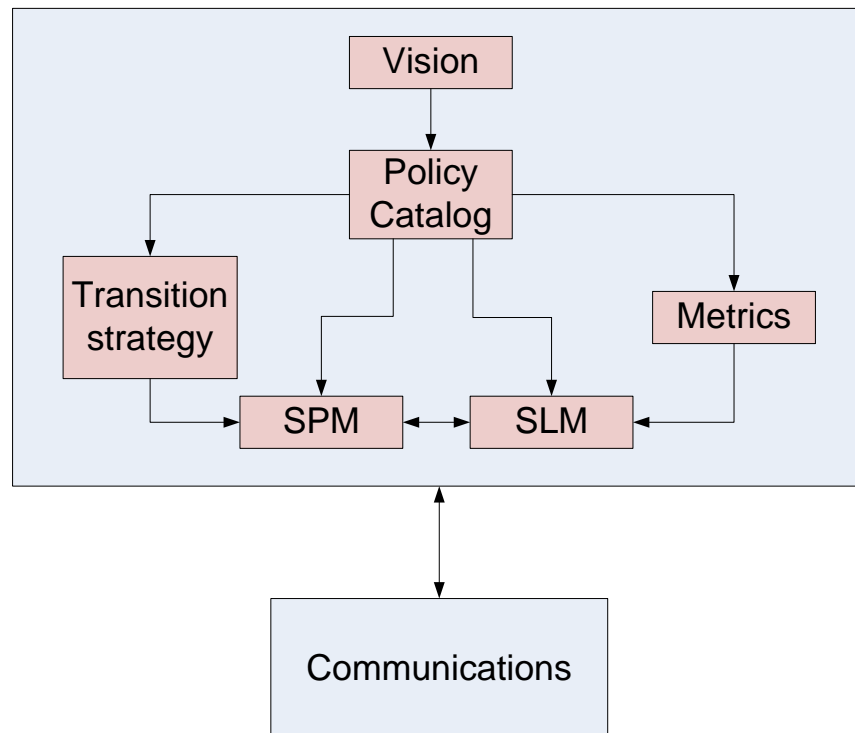 Vision
Policy
Catalog
Transition
strategy
Metrics
SPM
SLM
Communications